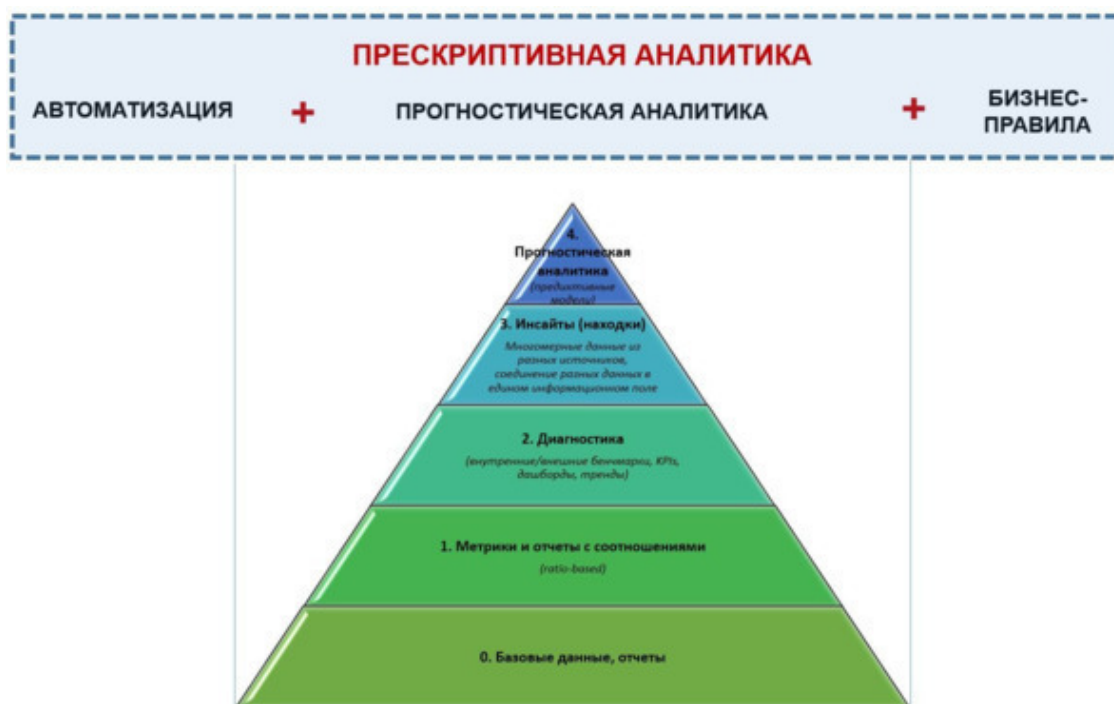 ПРЕСКРИПТИВНАЯ АНАЛИТИКА
АВТОМАТИЗАЦИЯ + ПРОГНОСТИЧЕСКАЯ АНАЛИТИКА + БИЗНЕС-
ПРАВИЛА
4.
Прогностическая
аналитика
(предиктивные
модели)
3. Инсайты (находки)
Многомерные данные из
разных источников,
соединение разных данных в
едином информационном поле
2. Диагностика
(внутренние/внешние бенчмарки, KPIs,
дашборды, тренды)
1. Метрики и отчеты с соотношениями
(ratio-based)
0. Базовые данные, отчеты